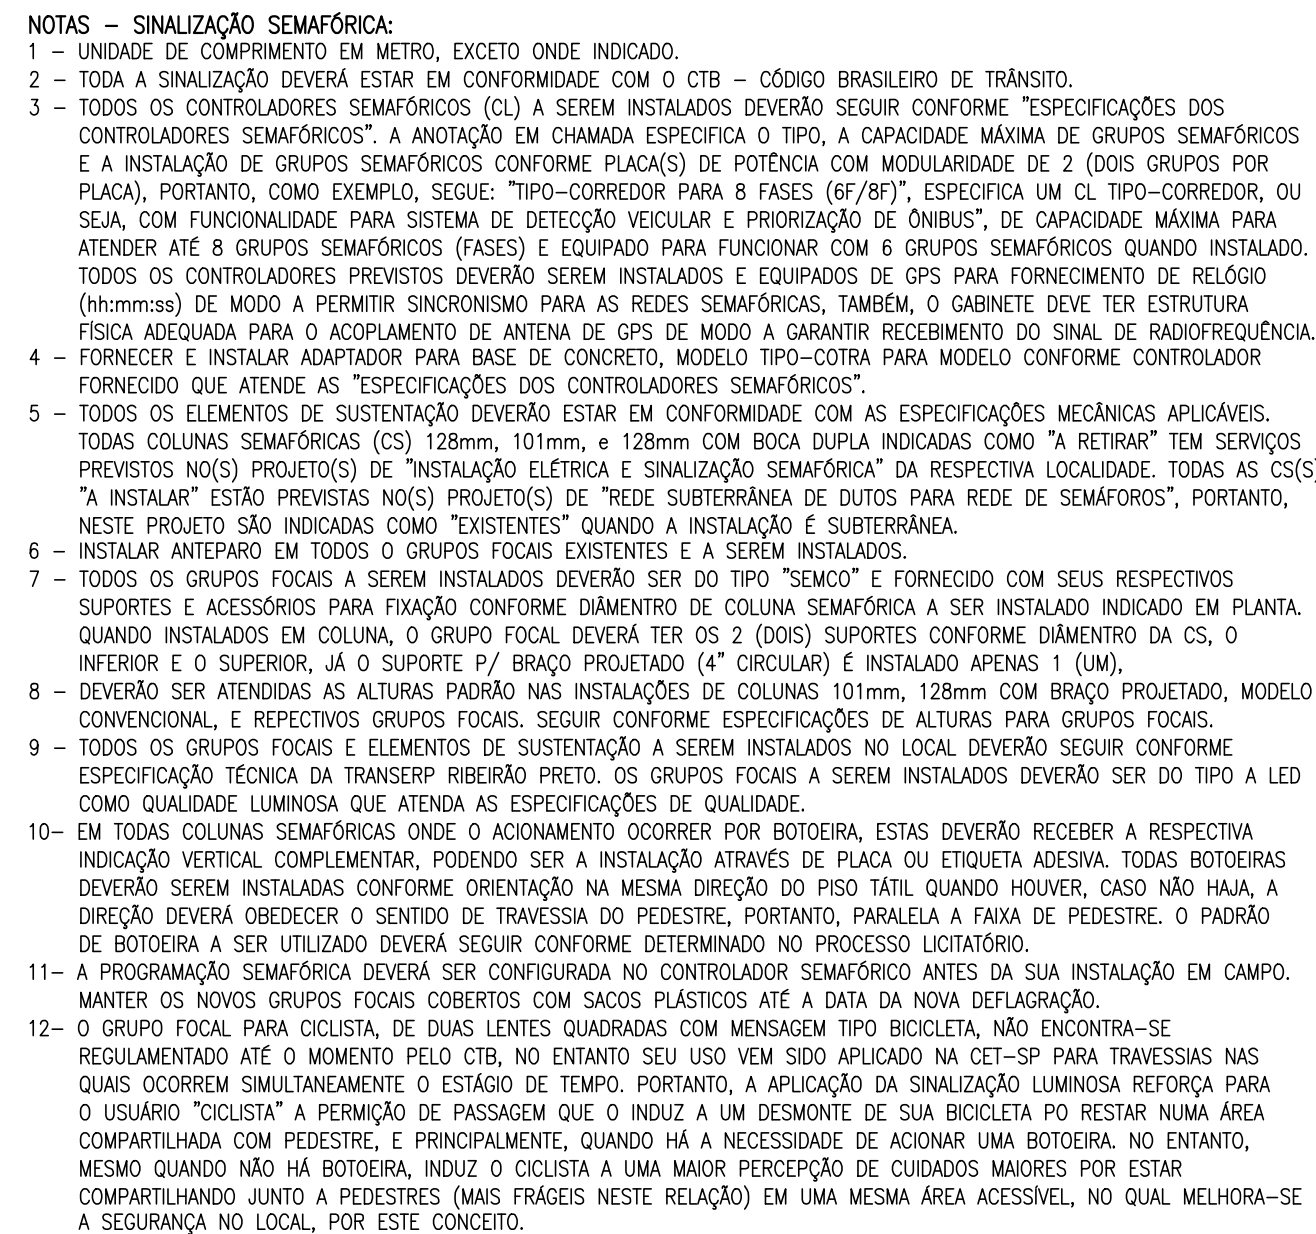 NOTAS – SINALIZAÇÃO SEMAFÓRICA:
1 – UNIDADE DE COMPRIMENTO EM METRO, EXCETO ONDE INDICADO.
2 – TODA A SINALIZAÇÃO DEVERÁ ESTAR EM CONFORMIDADE COM O CTB – CÓDIGO BRASILEIRO DE TRÂNSITO.
3 – TODOS OS CONTROLADORES SEMAFÓRICOS (CL) A SEREM INSTALADOS DEVERÃO SEGUIR CONFORME "ESPECIFICAÇÕES DOS
CONTROLADORES SEMAFÓRICOS". A ANOTAÇÃO EM CHAMADA ESPECIFICA O TIPO, A CAPACIDADE MÁXIMA DE GRUPOS SEMAFÓRICOS
E A INSTALAÇÃO DE GRUPOS SEMAFÓRICOS CONFORME PLACA(S) DE POTÊNCIA COM MODULARIDADE DE 2 (DOIS GRUPOS POR
PLACA), PORTANTO, COMO EXEMPLO, SEGUE: "TIPO–CORREDOR PARA 8 FASES (6F/8F)", ESPECIFICA UM CL TIPO–CORREDOR, OU
SEJA, COM FUNCIONALIDADE PARA SISTEMA DE DETECÇÃO VEICULAR E PRIORIZAÇÃO DE ÔNIBUS", DE CAPACIDADE MÁXIMA PARA
ATENDER ATÉ 8 GRUPOS SEMAFÓRICOS (FASES) E EQUIPADO PARA FUNCIONAR COM 6 GRUPOS SEMAFÓRICOS QUANDO INSTALADO.
TODOS OS CONTROLADORES PREVISTOS DEVERÃO SEREM INSTALADOS E EQUIPADOS DE GPS PARA FORNECIMENTO DE RELÓGIO
(hh:mm:ss) DE MODO A PERMITIR SINCRONISMO PARA AS REDES SEMAFÓRICAS, TAMBÉM, O GABINETE DEVE TER ESTRUTURA
FÍSICA ADEQUADA PARA O ACOPLAMENTO DE ANTENA DE GPS DE MODO A GARANTIR RECEBIMENTO DO SINAL DE RADIOFREQUÊNCIA.
4 – FORNECER E INSTALAR ADAPTADOR PARA BASE DE CONCRETO, MODELO TIPO–COTRA PARA MODELO CONFORME CONTROLADOR
FORNECIDO QUE ATENDE AS "ESPECIFICAÇÕES DOS CONTROLADORES SEMAFÓRICOS".
5 – TODOS OS ELEMENTOS DE SUSTENTAÇÃO DEVERÃO ESTAR EM CONFORMIDADE COM AS ESPECIFICAÇÔES MECÂNICAS APLICÁVEIS.
TODAS COLUNAS SEMAFÓRICAS (CS) 128mm, 101mm, e 128mm COM BOCA DUPLA INDICADAS COMO "A RETIRAR" TEM SERVIÇOS
PREVISTOS NO(S) PROJETO(S) DE "INSTALAÇÃO ELÉTRICA E SINALIZAÇÃO SEMAFÓRICA" DA RESPECTIVA LOCALIDADE. TODAS AS CS(S)
"A INSTALAR" ESTÃO PREVISTAS NO(S) PROJETO(S) DE "REDE SUBTERRÂNEA DE DUTOS PARA REDE DE SEMÁFOROS", PORTANTO,
NESTE PROJETO SÃO INDICADAS COMO "EXISTENTES" QUANDO A INSTALAÇÃO É SUBTERRÂNEA.
6 – INSTALAR ANTEPARO EM TODOS O GRUPOS FOCAIS EXISTENTES E A SEREM INSTALADOS.
7 – TODOS OS GRUPOS FOCAIS A SEREM INSTALADOS DEVERÃO SER DO TIPO "SEMCO" E FORNECIDO COM SEUS RESPECTIVOS
SUPORTES E ACESSÓRIOS PARA FIXAÇÃO CONFORME DIÂMENTRO DE COLUNA SEMAFÓRICA A SER INSTALADO INDICADO EM PLANTA.
QUANDO INSTALADOS EM COLUNA, O GRUPO FOCAL DEVERÁ TER OS 2 (DOIS) SUPORTES CONFORME DIÂMENTRO DA CS, O
INFERIOR E O SUPERIOR, JÁ O SUPORTE P/ BRAÇO PROJETADO (4" CIRCULAR) É INSTALADO APENAS 1 (UM),
8 – DEVERÃO SER ATENDIDAS AS ALTURAS PADRÃO NAS INSTALAÇÕES DE COLUNAS 101mm, 128mm COM BRAÇO PROJETADO, MODELO
CONVENCIONAL, E REPECTIVOS GRUPOS FOCAIS. SEGUIR CONFORME ESPECIFICAÇÕES DE ALTURAS PARA GRUPOS FOCAIS.
9 – TODOS OS GRUPOS FOCAIS E ELEMENTOS DE SUSTENTAÇÃO A SEREM INSTALADOS NO LOCAL DEVERÃO SEGUIR CONFORME
ESPECIFICAÇÃO TÉCNICA DA TRANSERP RIBEIRÃO PRETO. OS GRUPOS FOCAIS A SEREM INSTALADOS DEVERÃO SER DO TIPO A LED
COMO QUALIDADE LUMINOSA QUE ATENDA AS ESPECIFICAÇÕES DE QUALIDADE.
10– EM TODAS COLUNAS SEMAFÓRICAS ONDE O ACIONAMENTO OCORRER POR BOTOEIRA, ESTAS DEVERÃO RECEBER A RESPECTIVA
INDICAÇÃO VERTICAL COMPLEMENTAR, PODENDO SER A INSTALAÇÃO ATRAVÉS DE PLACA OU ETIQUETA ADESIVA. TODAS BOTOEIRAS
DEVERÃO SEREM INSTALADAS CONFORME ORIENTAÇÃO NA MESMA DIREÇÃO DO PISO TÁTIL QUANDO HOUVER, CASO NÃO HAJA, A
DIREÇÃO DEVERÁ OBEDECER O SENTIDO DE TRAVESSIA DO PEDESTRE, PORTANTO, PARALELA A FAIXA DE PEDESTRE. O PADRÃO
DE BOTOEIRA A SER UTILIZADO DEVERÁ SEGUIR CONFORME DETERMINADO NO PROCESSO LICITATÓRIO.
11– A PROGRAMAÇÃO SEMAFÓRICA DEVERÁ SER CONFIGURADA NO CONTROLADOR SEMAFÓRICO ANTES DA SUA INSTALAÇÃO EM CAMPO.
MANTER OS NOVOS GRUPOS FOCAIS COBERTOS COM SACOS PLÁSTICOS ATÉ A DATA DA NOVA DEFLAGRAÇÃO.
12– O GRUPO FOCAL PARA CICLISTA, DE DUAS LENTES QUADRADAS COM MENSAGEM TIPO BICICLETA, NÃO ENCONTRA–SE
REGULAMENTADO ATÉ O MOMENTO PELO CTB, NO ENTANTO SEU USO VEM SIDO APLICADO NA CET–SP PARA TRAVESSIAS NAS
QUAIS OCORREM SIMULTANEAMENTE O ESTÁGIO DE TEMPO. PORTANTO, A APLICAÇÃO DA SINALIZAÇÃO LUMINOSA REFORÇA PARA
O USUÁRIO "CICLISTA" A PERMIÇÃO DE PASSAGEM QUE O INDUZ A UM DESMONTE DE SUA BICICLETA PO RESTAR NUMA ÁREA
COMPARTILHADA COM PEDESTRE, E PRINCIPALMENTE, QUANDO HÁ A NECESSIDADE DE ACIONAR UMA BOTOEIRA. NO ENTANTO,
MESMO QUANDO NÃO HÁ BOTOEIRA, INDUZ O CICLISTA A UMA MAIOR PERCEPÇÃO DE CUIDADOS MAIORES POR ESTAR
COMPARTILHANDO JUNTO A PEDESTRES (MAIS FRÁGEIS NESTE RELAÇÃO) EM UMA MESMA ÁREA ACESSÍVEL, NO QUAL MELHORA–SE
A SEGURANÇA NO LOCAL, POR ESTE CONCEITO.